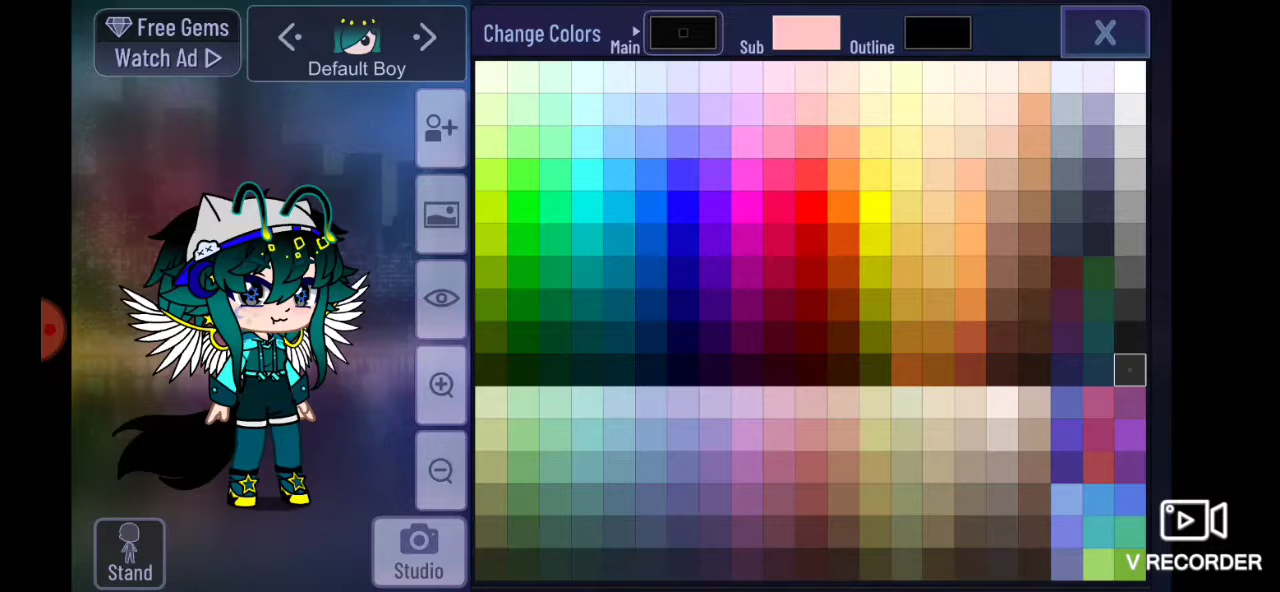 Free Gems
Watch Ad
Default Boy
Change Colors
Main
Sub
Outline
X
Stand
Studio
V RECORDER